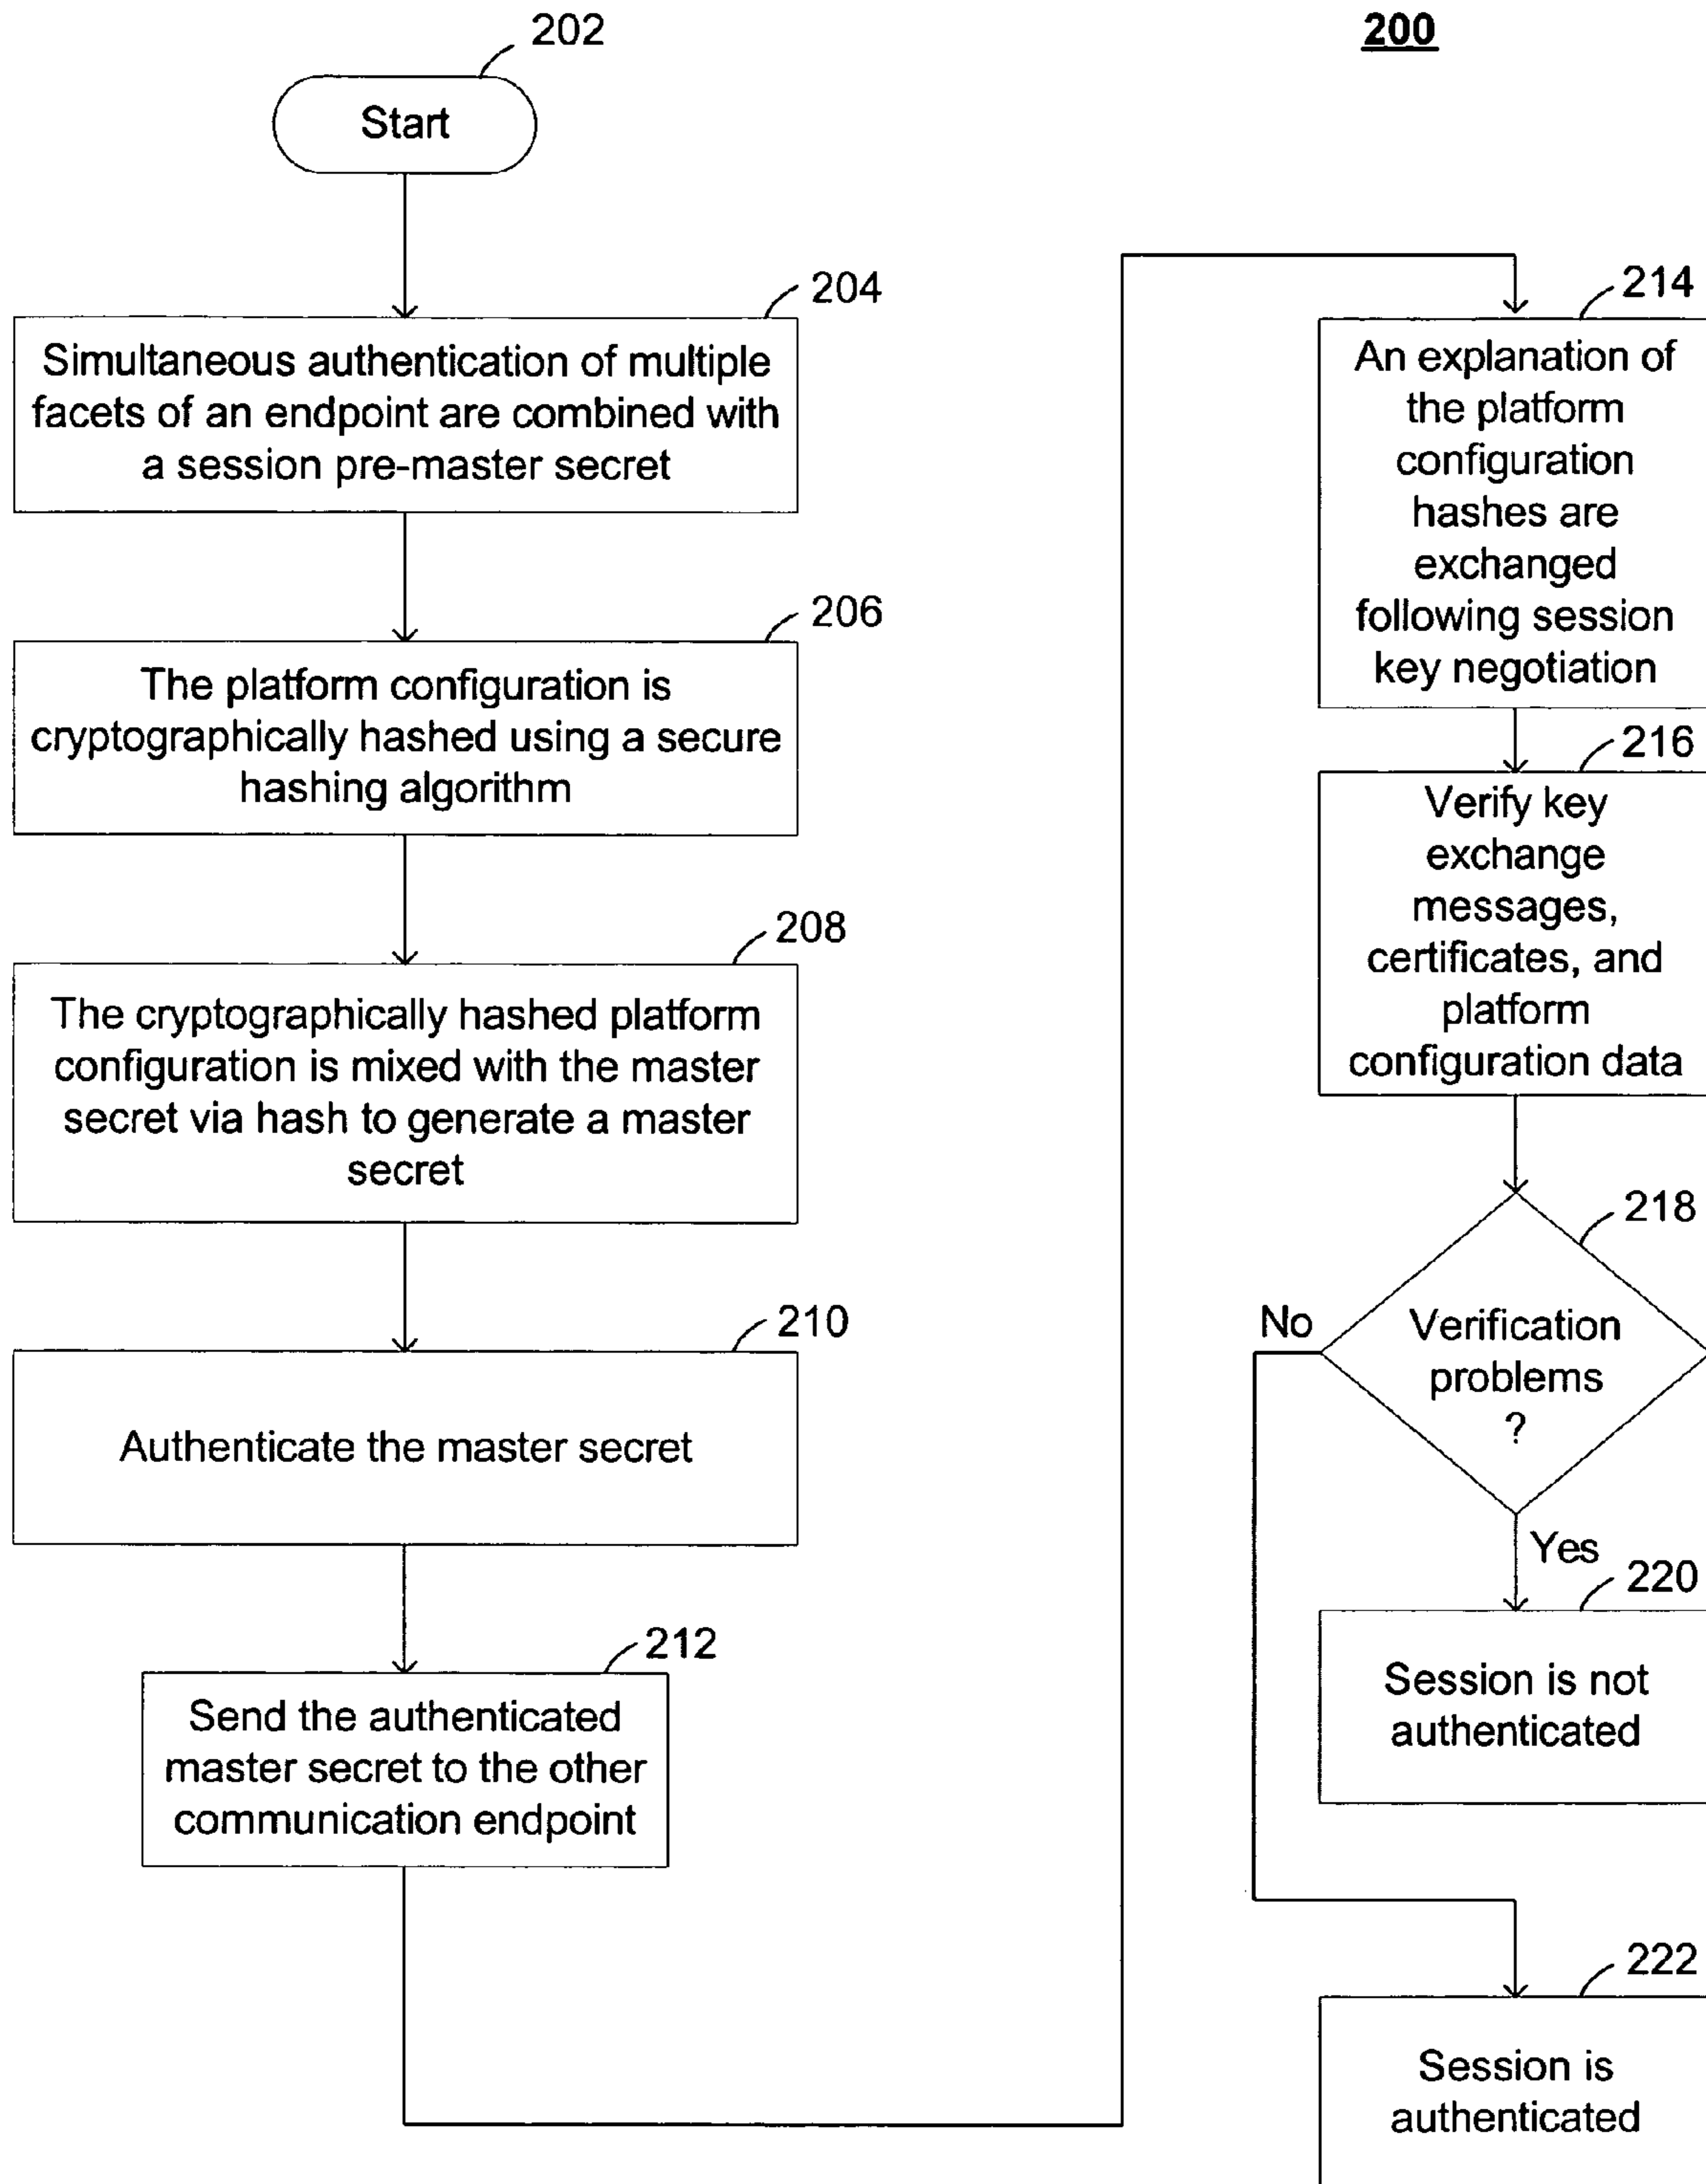 200
202
Start
204
Simultaneous authentication of multiple
facets of an endpoint are combined with
a session pre-master secret
206
The platform configuration is
cryptographically hashed using a secure
hashing algorithm
208
The cryptographically hashed platform
configuration is mixed with the master
secret via hash to generate a master
secret
210
Authenticate the master secret
212
Send the authenticated
master secret to the other
communication endpoint
214
An explanation of
the platform
configuration
hashes are
exchanged
following session
key negotiation
216
Verify key
exchange
messages,
certificates, and
platform
configuration data
218
No
Verification
problems
?
Yes
220
Session is not
authenticated
222
Session is
authenticated